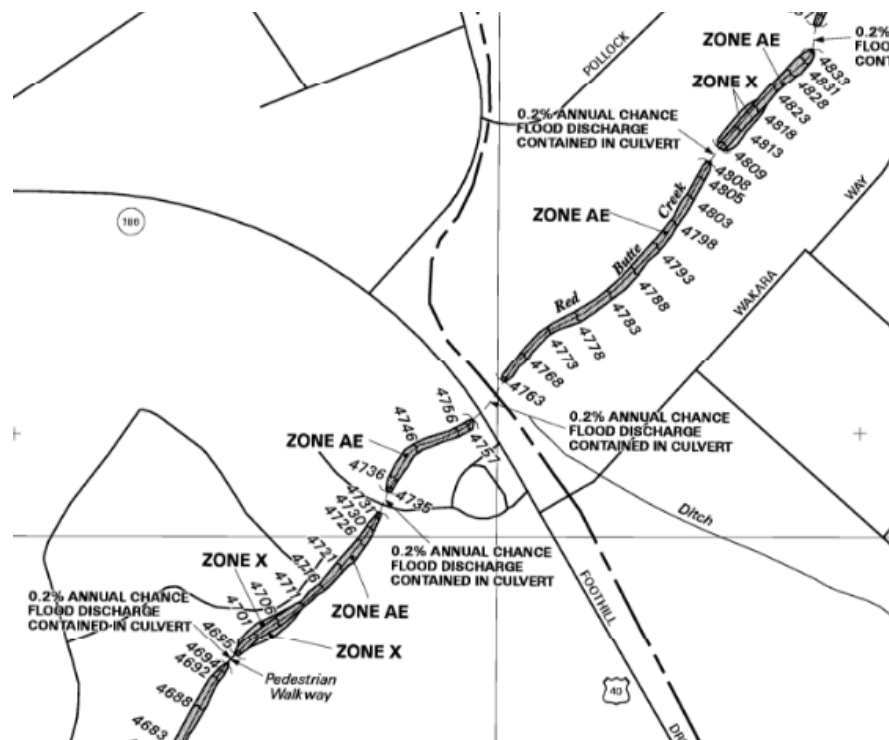 0.2%
FLOO
CONT
ZONE AE
POLLOCK
ZONE X
4833
4831
4828
4823
4818
4813
4809
0.2% ANNUAL CHANCE
FLOOD DISCHARGE
CONTAINED IN CULVERT
4808
4805
4803
4798
4793
4788
4783
4778
4773
4768
4763
ZONE AE
Red Butte Creek
WAY
WAKARA
186
4757
4756
4746
4736
4735
ZONE AE
0.2% ANNUAL CHANCE
FLOOD DISCHARGE
CONTAINED IN CULVERT
Ditch
4731
4730
4726
4721
4716
4711
4706
4701
4695
4694
4692
4688
4683
0.2% ANNUAL CHANCE
FLOOD DISCHARGE
CONTAINED IN CULVERT
ZONE X
0.2% ANNUAL CHANCE
FLOOD DISCHARGE
CONTAINED IN CULVERT
ZONE AE
ZONE X
Pedestrian
Walkway
FOOTHILL
40
DR